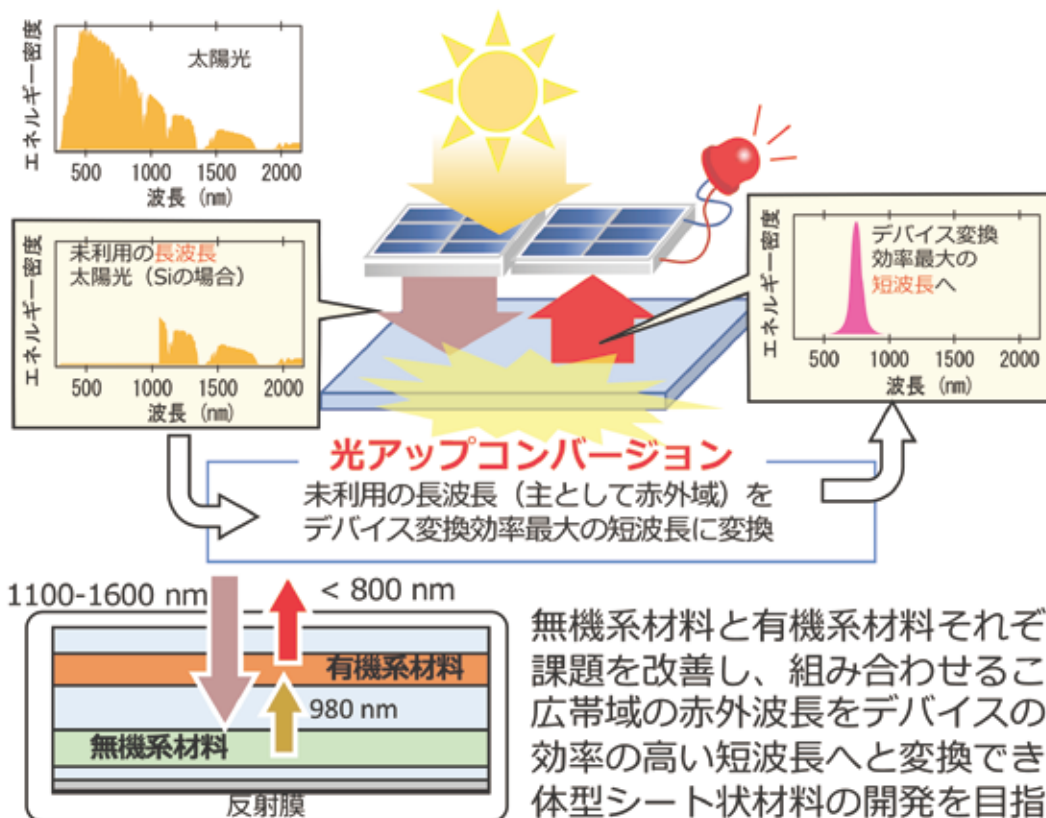 エネルギー密度
太陽光
500 1000 1500 2000
波長 (nm)
エネルギー密度
未利用の長波長
太陽光（Siの場合）
500 1000 1500 2000
波長 (nm)
エネルギー密度
デバイス変換
効率最大の
短波長へ
500 1000 1500 2000
波長 (nm)
光アップコンバージョン
未利用の長波長（主として赤外域）を
デバイス変換効率最大の短波長に変換
1100-1600 nm
< 800 nm
有機系材料
980 nm
無機系材料
反射膜
無機系材料と有機系材料それぞ
課題を改善し、組み合わせるこ
広帯域の赤外波長をデバイスの
効率の高い短波長へと変換でき
体型シート状材料の開発を目指